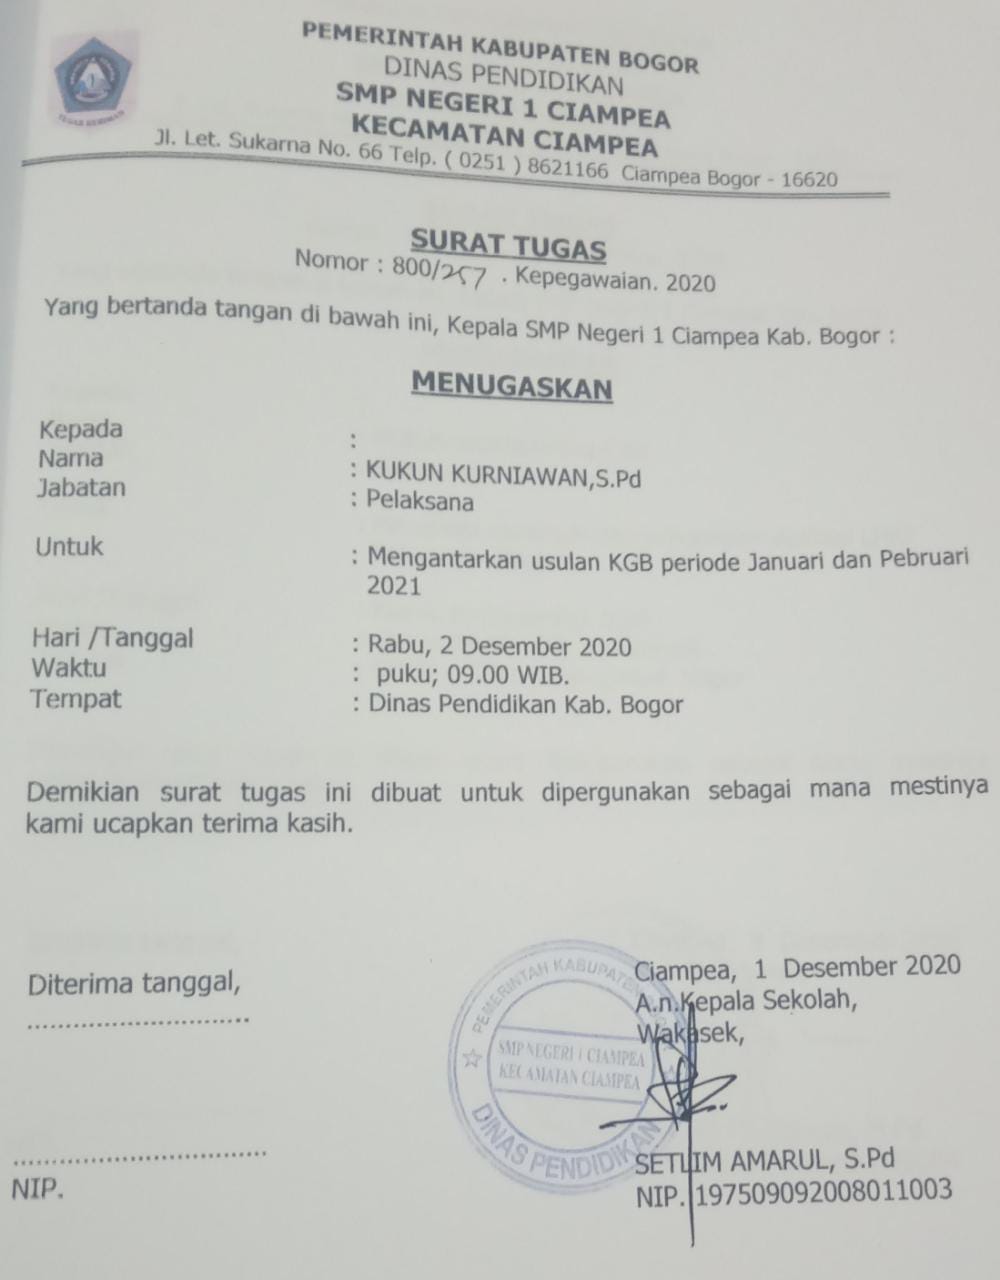 PEMERINTAH KABUPATEN BOGOR
DINAS PENDIDIKAN
SMP NEGERI 1 CIAMPEA
KECAMATAN CIAMPEA
Jl. Let. Sukarna No. 66 Telp. ( 0251 ) 8621166 Ciampea Bogor - 16620
SURAT TUGAS
Nomor : 800/257 . Kepegawaian. 2020
Yang bertanda tangan di bawah ini, Kepala SMP Negeri 1 Ciampea Kab. Bogor :
MENUGASKAN
Kepada :
Nama : KUKUN KURNIAWAN,S.Pd
Jabatan : Pelaksana
Untuk : Mengantarkan usulan KGB periode Januari dan Pebruari
2021
Hari /Tanggal : Rabu, 2 Desember 2020
Waktu : puku; 09.00 WIB.
Tempat : Dinas Pendidikan Kab. Bogor
Demikian surat tugas ini dibuat untuk dipergunakan sebagai mana mestinya
kami ucapkan terima kasih.
Diterima tanggal,
............................
Ciampea, 1 Desember 2020
A.n.Kepala Sekolah,
Wakasek,
PEMERINTAH KABUPATEN BOGOR
SMP NEGERI 1 CIAMPEA
KECAMATAN CIAMPEA
DINAS PENDIDIKAN
................................
NIP.
SETLIM AMARUL, S.Pd
NIP. 197509092008011003